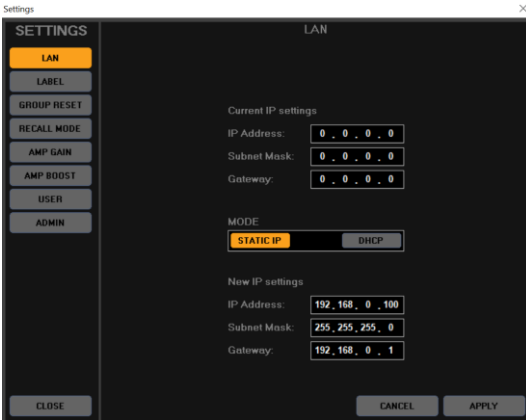 Settings
SETTINGS
LAN
LABEL
GROUP RESET
RECALL MODE
AMP GAIN
AMP BOOST
USER
ADMIN
CLOSE
LAN
Current IP settings
IP Address: 0 . 0 . 0 . 0
Subnet Mask: 0 . 0 . 0 . 0
Gateway: 0 . 0 . 0 . 0
MODE
STATIC IP DHCP
New IP settings
IP Address: 192 . 168 . 0 . 100
Subnet Mask: 255 . 255 . 255 . 0
Gateway: 192 . 168 . 0 . 1
CANCEL APPLY